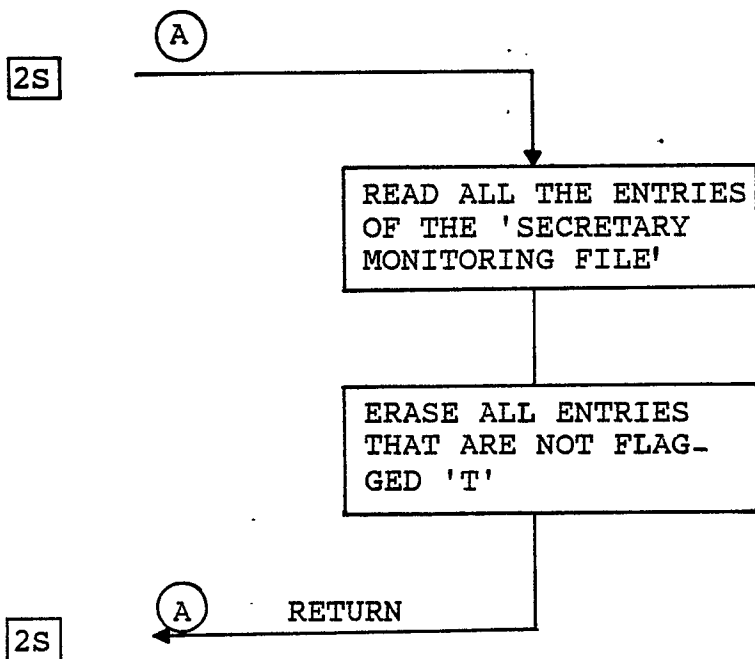 A
2S
READ ALL THE ENTRIES
OF THE 'SECRETARY
MONITORING FILE'
ERASE ALL ENTRIES
THAT ARE NOT FLAG-
GED 'T'
A RETURN
2S